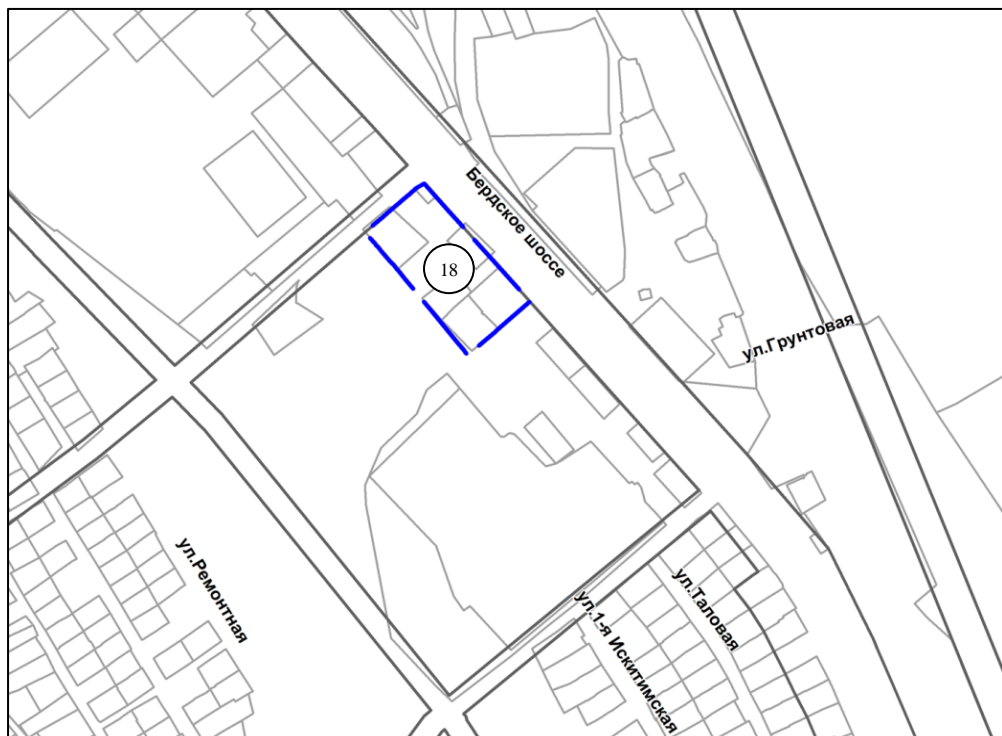 Бердское шоссе
18
ул.Грунтовая
ул.Ремонтная
ул.Таловая
ул.1-я Искитимская